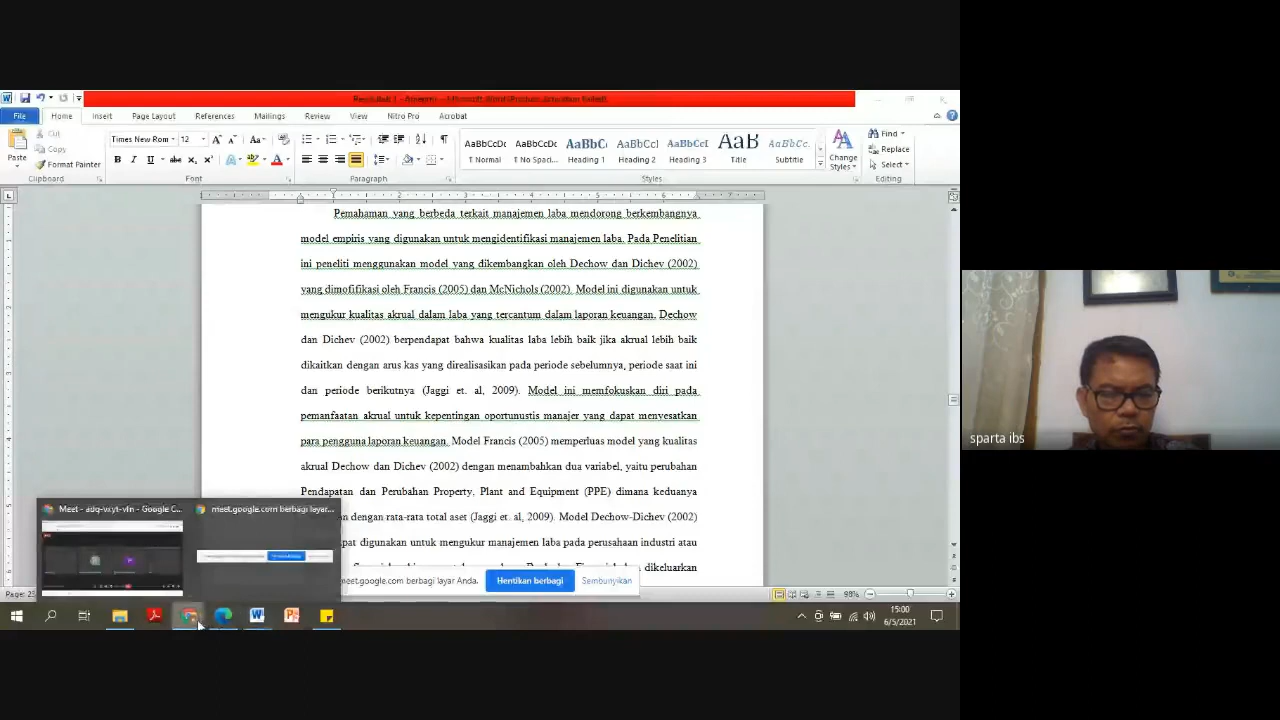 File Home Insert Page Layout References Mailings Review View Nitro Pro Acrobat
Cut
Copy
Format Painter
Paste
Clipboard
Times New Rom 12
Font
Paragraph
AaBbCcDc AaBbCcDc AaBbC AaBbCc AaBbCcI AaB AaBbCcl
¶ Normal ¶ No Spaci... Heading 1 Heading 2 Heading 3 Title Subtitle
Change Styles
Styles
Find
Replace
Select
Editing
Pemahaman yang berbeda terkait manajemen laba mendorong berkembangnya
model empiris yang digunakan untuk mengidentifikasi manajemen laba. Pada Penelitian
ini peneliti menggunakan model yang dikembangkan oleh Dechow dan Dichev (2002)
yang dimofifikasi oleh Francis (2005) dan McNichols (2002). Model ini digunakan untuk
mengukur kualitas akrual dalam laba yang tercantum dalam laporan keuangan. Dechow
dan Dichev (2002) berpendapat bahwa kualitas laba lebih baik jika akrual lebih baik
dikaitkan dengan arus kas yang direalisasikan pada periode sebelumnya, periode saat ini
dan periode berikutnya (Jaggi et. al, 2009). Model ini memfokuskan diri pada
pemanfaatan akrual untuk kepentingan oportunustis manajer yang dapat menyesatkan
para pengguna laporan keuangan. Model Francis (2005) memperluas model yang kualitas
akrual Dechow dan Dichev (2002) dengan menambahkan dua variabel, yaitu perubahan
Pendapatan dan Perubahan Property, Plant and Equipment (PPE) dimana keduanya
dengan rata-rata total aset (Jaggi et. al, 2009). Model Dechow-Dichev (2002)
digunakan untuk mengukur manajemen laba pada perusahaan industri atau
dikeluarkan
Meet - adq-vxyt-vfn - Google C...
meet.google.com berbagi layar...
meet.google.com berbagi layar Anda. Hentikan berbagi Sembunyikan
98%
15:00
6/5/2021
sparta ibs